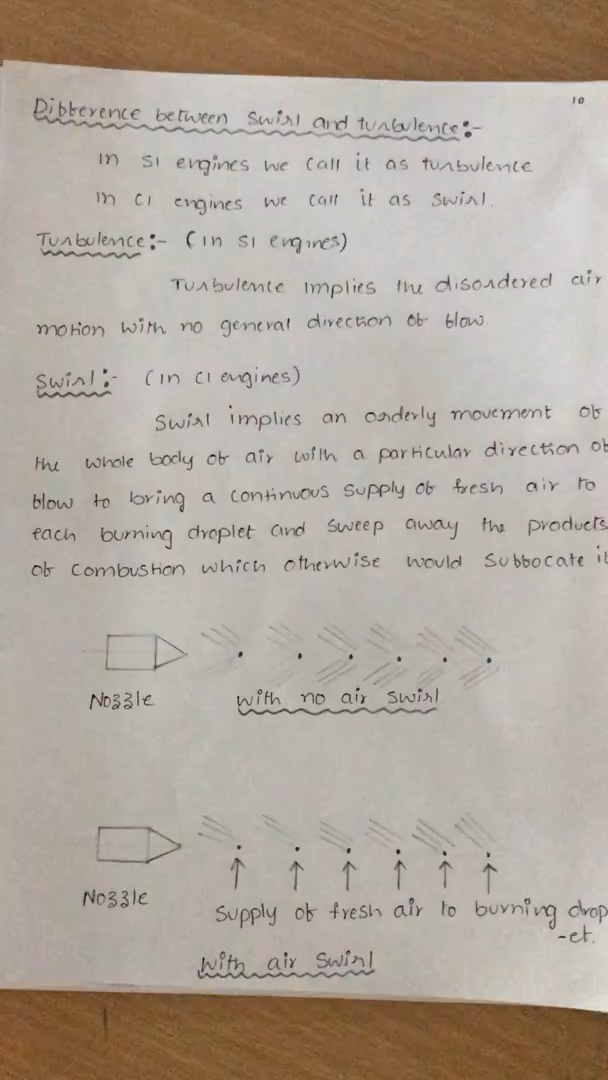 10
Difference between swirl and turbulence:-
In SI engines we call it as turbulence
In CI engines we call it as swirl.
Turbulence:- (in SI engines)
Turbulence implies the disordered air
motion with no general direction of flow.
Swirl:- (in CI engines)
Swirl implies an orderly movement of
the whole body of air with a particular direction of
flow to bring a continuous supply of fresh air to
each burning droplet and sweep away the products
of combustion which otherwise would suffocate it
Nozzle
With no air swirl
Nozzle
Supply of fresh air to burning drop
-et.
With air swirl